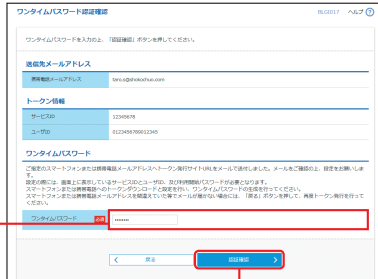 ワンタイムパスワード認証確認
BLGI017 ヘルプ ?
ワンタイムパスワードを入力の上、「認証確認」ボタンを押してください。
送信先メールアドレス
携帯電話メールアドレス taro.s@shokochuo.com
トークン情報
サービスID 12345678
ユーザID 0123456789012345
ワンタイムパスワード
ご指定のスマートフォンまたは携帯電話メールアドレスへトークン発行サイトURLをメールで送付しました。メールをご確認の上、設定をお願いしま
す。
設定の際には、画面上に表示しているサービスIDとユーザID、及び利用開始パスワードが必要となります。
スマートフォンまたは携帯電話へのトークンダウンロードと設定を行い、ワンタイムパスワードの生成を行ってください。
スマートフォンまたは携帯電話メールアドレスを間違えていた等でメールが届かない場合には、「戻る」ボタンを押して、再度トークン発行を行って
ください。
ワンタイムパスワード 必須 ••••••••
< 戻る
認証確認 >